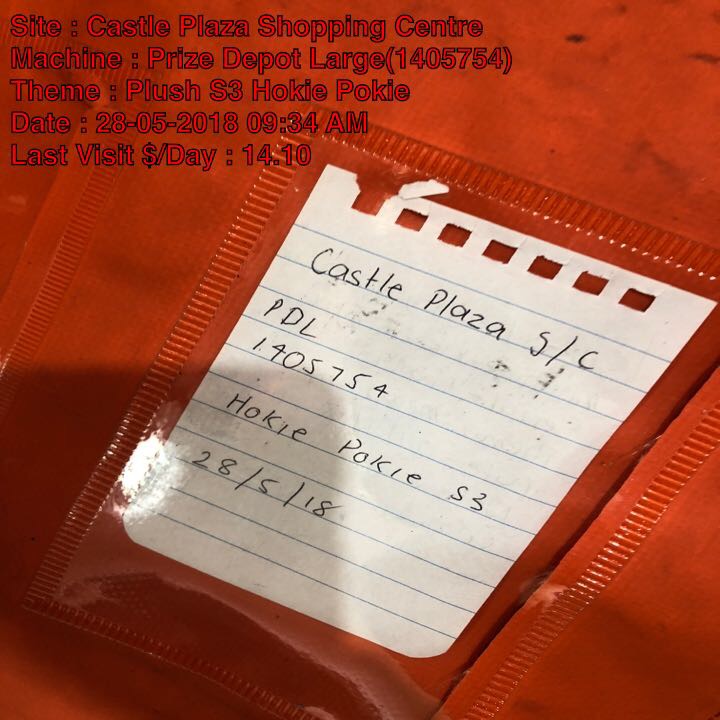 Site : Castle Plaza Shopping Centre
Machine : Prize Depot Large(1405754)
Theme : Plush S3 Hokie Pokie
Date : 28-05-2018 09:34 AM
Last Visit $/Day : 14.10
Castle Plaza S/C
PDL
1405754
Hokie Pokie S3
28/5/18